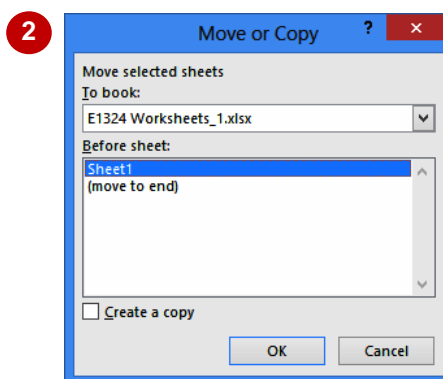 2
Move or Copy ? ×
Move selected sheets
To book:
E1324 Worksheets_1.xlsx
Before sheet:
Sheet1
(move to end)
Create a copy
OK Cancel